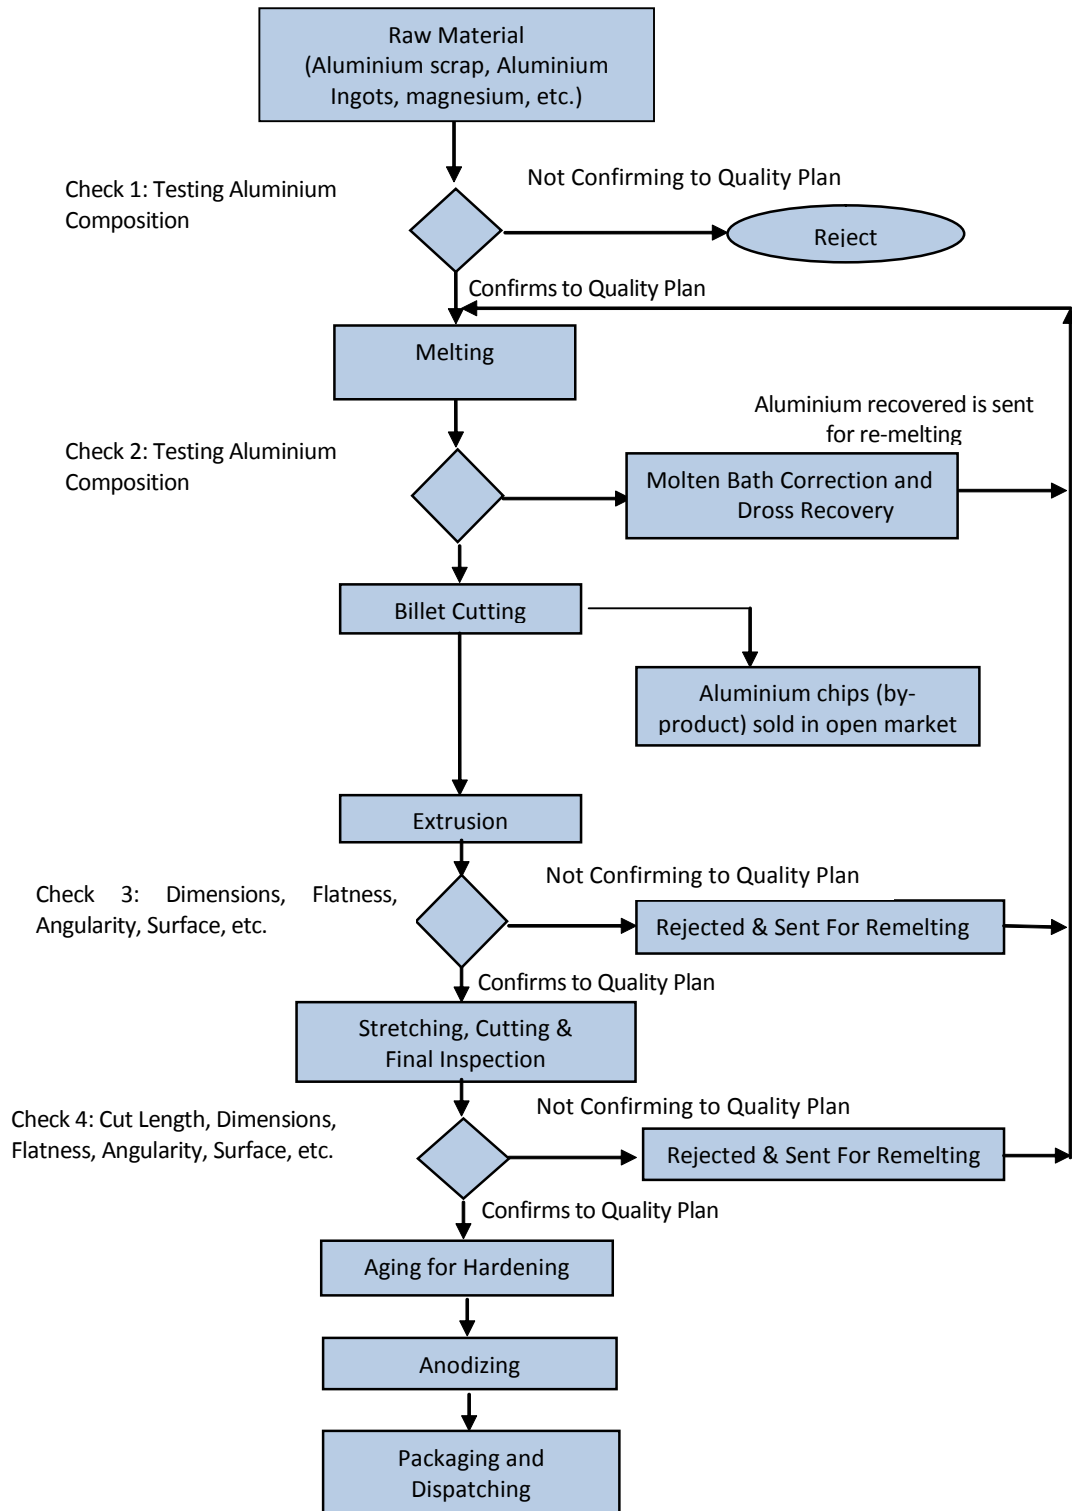 Raw Material
(Aluminium scrap, Aluminium
Ingots, magnesium, etc.)
Check 1: Testing Aluminium
Composition
Not Confirming to Quality Plan
Reject
Confirms to Quality Plan
Melting
Aluminium recovered is sent
for re-melting
Check 2: Testing Aluminium
Composition
Molten Bath Correction and
Dross Recovery
Billet Cutting
Aluminium chips (by-
product) sold in open market
Extrusion
Check 3: Dimensions, Flatness,
Angularity, Surface, etc.
Not Confirming to Quality Plan
Rejected & Sent For Remelting
Confirms to Quality Plan
Stretching, Cutting &
Final Inspection
Check 4: Cut Length, Dimensions,
Flatness, Angularity, Surface, etc.
Not Confirming to Quality Plan
Rejected & Sent For Remelting
Confirms to Quality Plan
Aging for Hardening
Anodizing
Packaging and
Dispatching